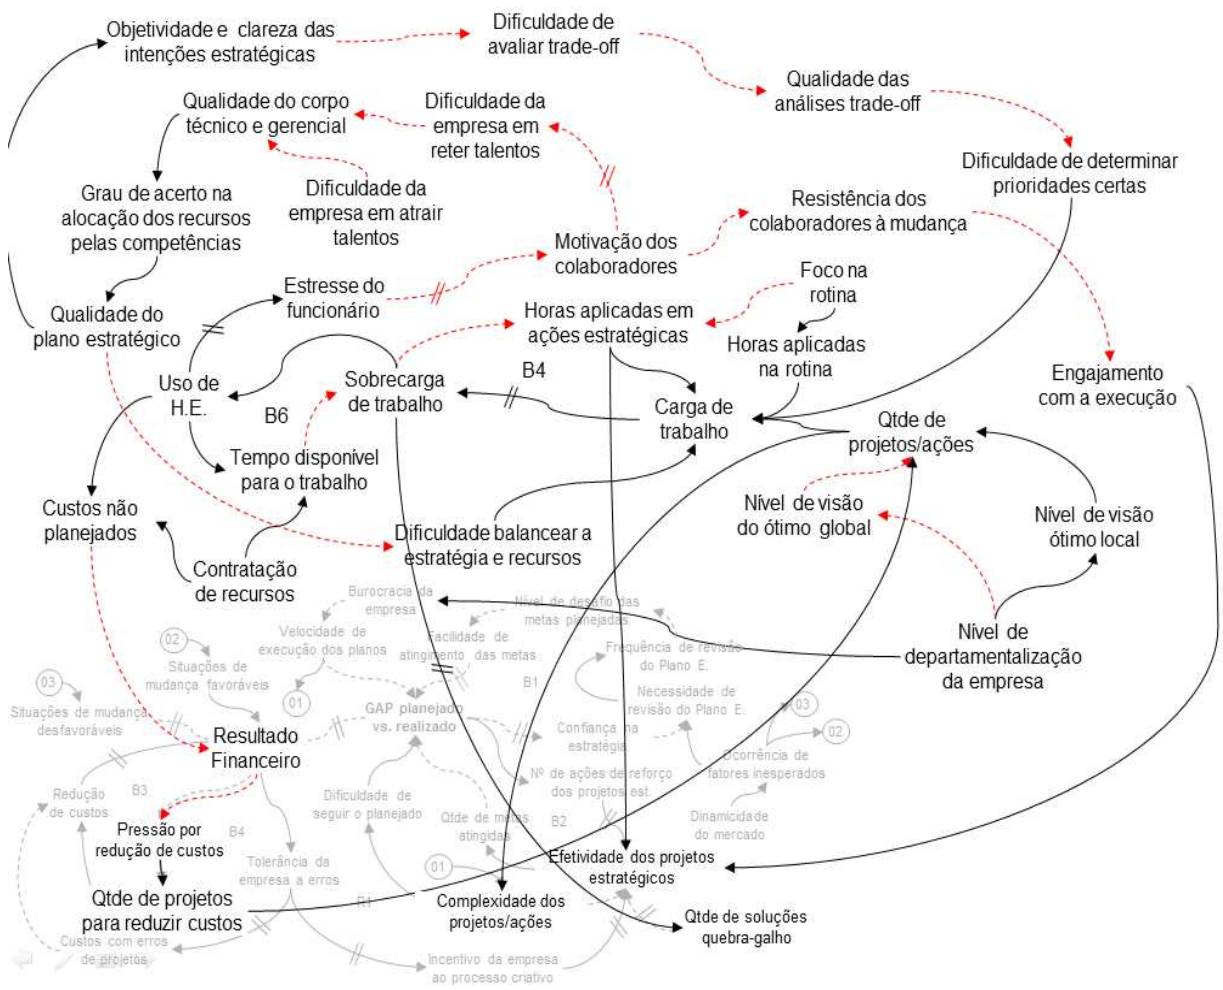 Objetividade e clareza das
intenções estratégicas
Dificuldade de
avaliar trade-off
Qualidade das
análises trade-off
Qualidade do corpo
técnico e gerencial
Dificuldade da
empresa em
reter talentos
Dificuldade de determinar
prioridades certas
Grau de acerto na
alocação dos recursos
pelas competências
Dificuldade da
empresa em atrair
talentos
Resistência dos
colaboradores à mudança
Motivação dos
colaboradores
Foco na
rotina
Estresse do
funcionário
Qualidade do
plano estratégico
Horas aplicadas em
ações estratégicas
Horas aplicadas
na rotina
B4
Uso de
H.E.
Sobrecarga
de trabalho
Engajamento
com a execução
B6
Carga de
trabalho
Qtde de
projetos/ações
Tempo disponível
para o trabalho
Custos não
planejados
Nível de visão
do ótimo global
Nível de visão
ótimo local
Dificuldade balancear a
estratégia e recursos
Contratação
de recursos
Burocracia da
empresa
Nível de desafio das
metas planejadas
Velocidade de
execução dos planos
Facilidade de
atingimento das metas
Nível de
departamentalização
da empresa
02
Situações de
mudança favoráveis
Frequência de revisão
do Plano E.
03
01
B1
Necessidade de
revisão do Plano E.
Situações de mudança
desfavoráveis
GAP planejado
vs. realizado
03
Resultado
Financeiro
Confiança na
estratégia
02
Ocorrência de
fatores inesperados
Nº de ações de reforço
dos projetos est.
Redução
de custos
B3
Dificuldade de
seguir o planejado
Qtde de metas
atingidas
B2
Dinamicidade
do mercado
Pressão por
redução de custos
B4
Tolerância da
empresa a erros
01
Efetividade dos projetos
estratégicos
Qtde de projetos
para reduzir custos
R1
Complexidade dos
projetos/ações
Qtde de soluções
quebra-galho
Custos com erros
de projetos
Incentivo da empresa
ao processo criativo